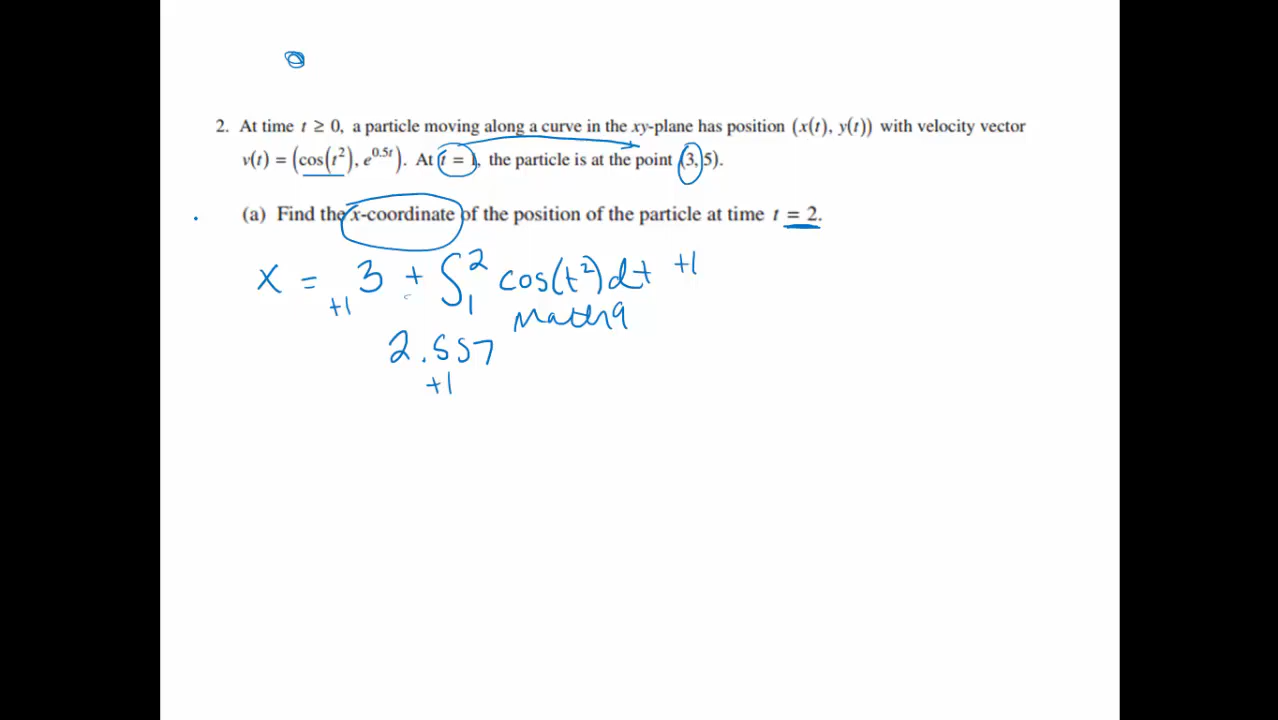 2. At time t ≥ 0, a particle moving along a curve in the xy-plane has position (x(t), y(t)) with velocity vector
v(t) = (cos(t²), e^0.5t). At t = 1, the particle is at the point (3, 5).
(a) Find the x-coordinate of the position of the particle at time t = 2.
x = 3 + ∫₁² cos(t²)dt +1
+1 math9
2.557
+1